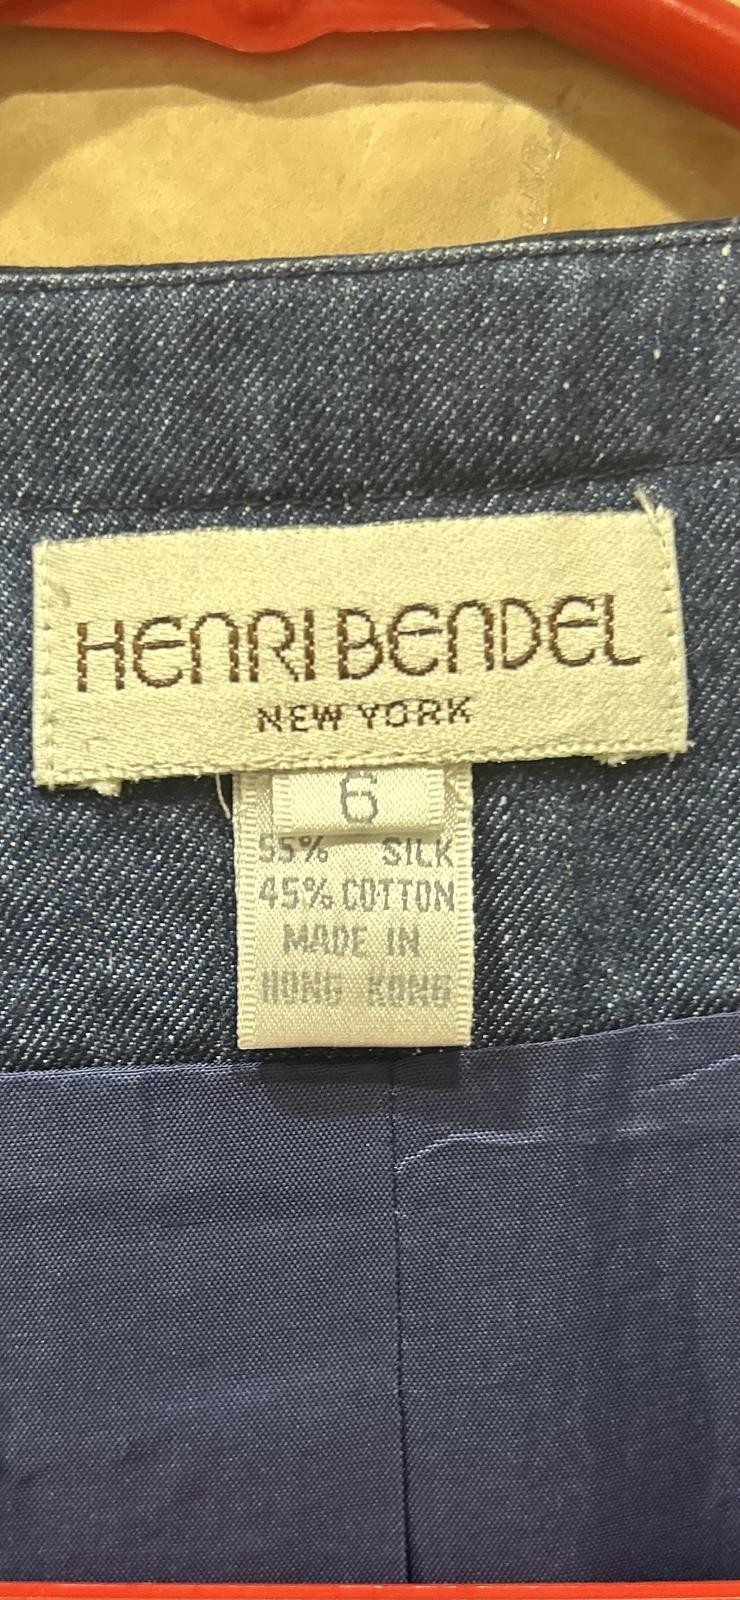 HENRI BENDEL
NEW YORK
6
55% SILK
45% COTTON
MADE IN
HONG KONG